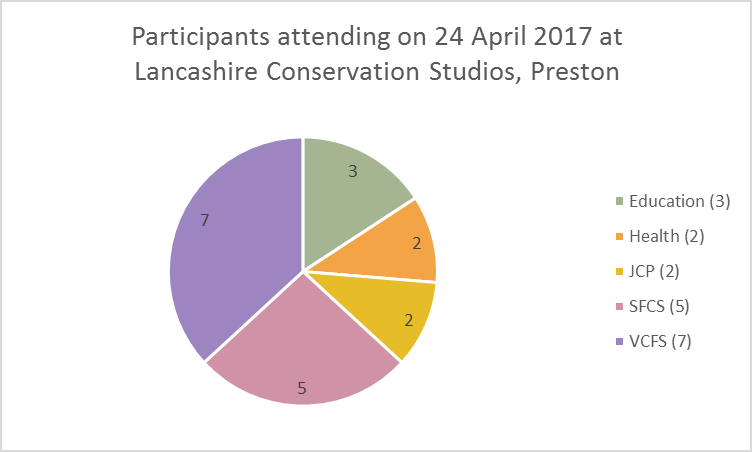 Participants attending on 24 April 2017 at
Lancashire Conservation Studios, Preston
3
2
2
5
7
Education (3)
Health (2)
JCP (2)
SFCS (5)
VCFS (7)